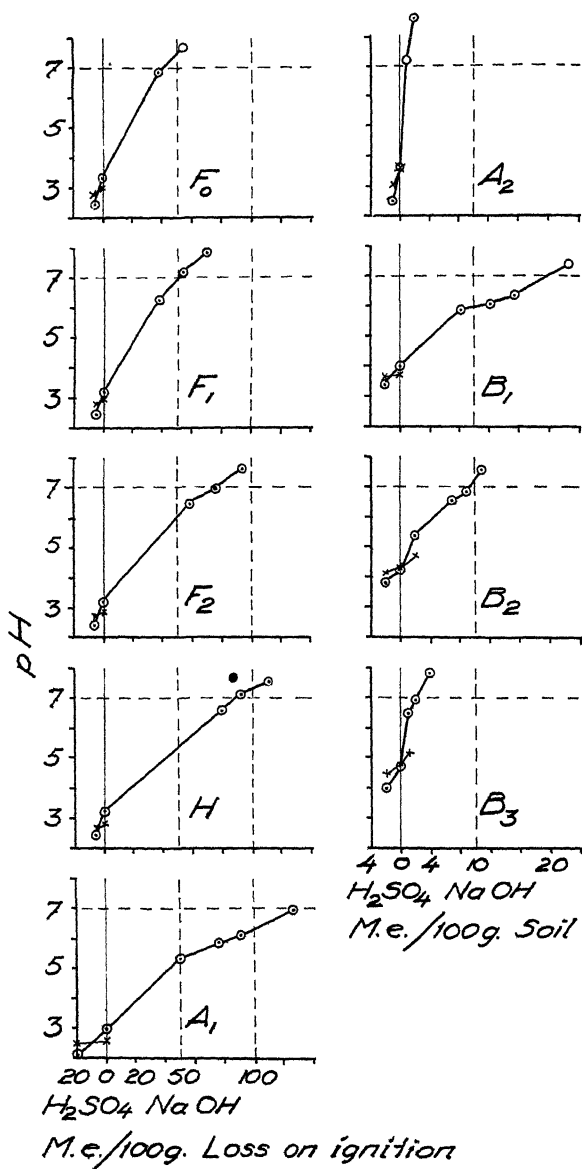 7
5
3
F0
7
5
3
F1
7
5
3
F2
7
5
3
H
7
5
3
A1
pH
20 0 20 50 100
H2SO4 NaOH
M.e./100g. Loss on ignition
A2
B1
B2
B3
4 0 4 10 20
H2SO4 NaOH
M.e./100g. Soil